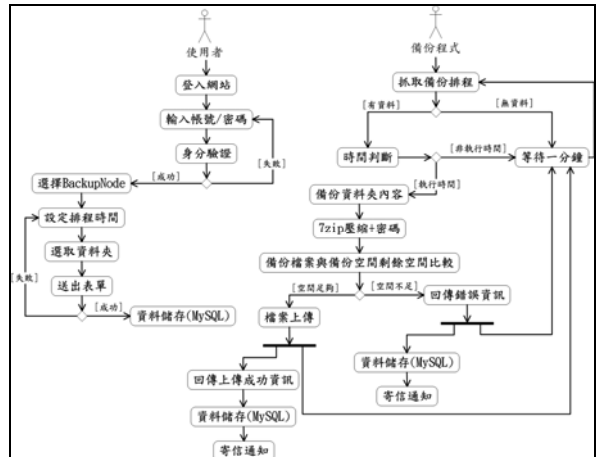 使用者
登入網站
輸入帳號/密碼
身分驗證
[失敗]
[成功]
選擇BackupNode
設定排程時間
選取資料夾
[失敗]
送出表單
[成功]
資料儲存(MySQL)
備份程式
抓取備份排程
[有資料]
[無資料]
時間判斷
[非執行時間]
等待一分鐘
[執行時間]
備份資料夾內容
7zip壓縮+密碼
備份檔案與備份空間剩餘空間比較
[空間足夠]
[空間不足]
回傳錯誤資訊
檔案上傳
資料儲存(MySQL)
寄信通知
回傳上傳成功資訊
資料儲存(MySQL)
寄信通知